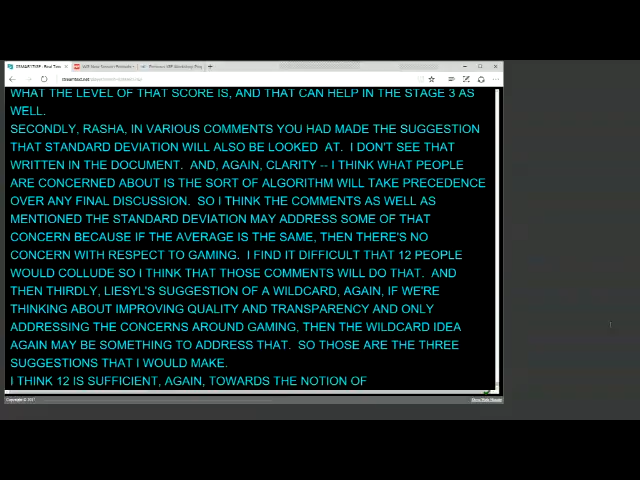 WHAT THE LEVEL OF THAT SCORE IS, AND THAT CAN HELP IN THE STAGE 3 AS
WELL.
SECONDLY, RASHA, IN VARIOUS COMMENTS YOU HAD MADE THE SUGGESTION
THAT STANDARD DEVIATION WILL ALSO BE LOOKED AT. I DON'T SEE THAT
WRITTEN IN THE DOCUMENT. AND, AGAIN, CLARITY -- I THINK WHAT PEOPLE
ARE CONCERNED ABOUT IS THE SORT OF ALGORITHM WILL TAKE PRECEDENCE
OVER ANY FINAL DISCUSSION. SO I THINK THE COMMENTS AS WELL AS
MENTIONED THE STANDARD DEVIATION MAY ADDRESS SOME OF THAT
CONCERN BECAUSE IF THE AVERAGE IS THE SAME, THEN THERE'S NO
CONCERN WITH RESPECT TO GAMING. I FIND IT DIFFICULT THAT 12 PEOPLE
WOULD COLLUDE SO I THINK THAT THOSE COMMENTS WILL DO THAT. AND
THEN THIRDLY, LIESYL'S SUGGESTION OF A WILDCARD, AGAIN, IF WE'RE
THINKING ABOUT IMPROVING QUALITY AND TRANSPARENCY AND ONLY
ADDRESSING THE CONCERNS AROUND GAMING, THEN THE WILDCARD IDEA
AGAIN MAY BE SOMETHING TO ADDRESS THAT. SO THOSE ARE THE THREE
SUGGESTIONS THAT I WOULD MAKE.
I THINK 12 IS SUFFICIENT, AGAIN, TOWARDS THE NOTION OF